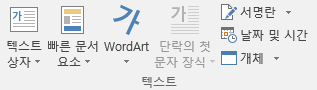 텍스트
상자
빠른 문서
요소
WordArt
단락의 첫
문자 장식
서명란
날짜 및 시간
개체
텍스트